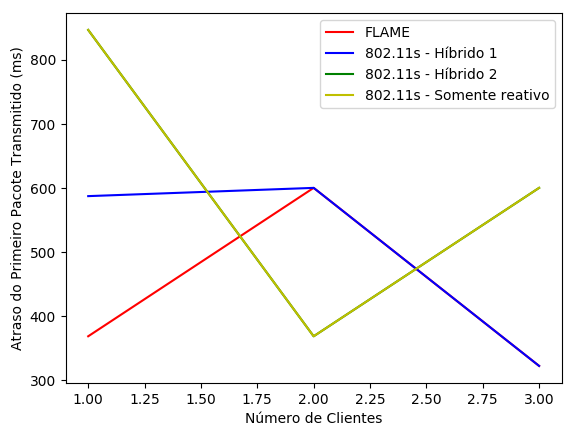 FLAME
802.11s - Híbrido 1
802.11s - Híbrido 2
802.11s - Somente reativo
Atraso do Primeiro Pacote Transmitido (ms)
800
700
600
500
400
300
1.00 1.25 1.50 1.75 2.00 2.25 2.50 2.75 3.00
Número de Clientes